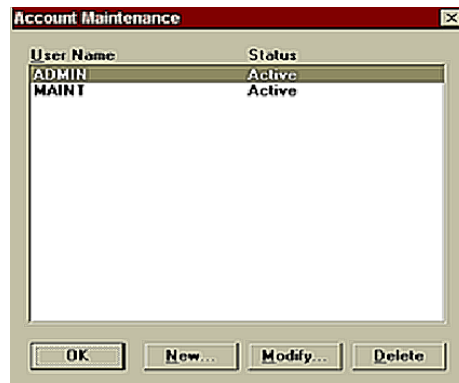 Account Maintenance
User Name Status
ADMIN Active
MAINT Active
OK New... Modify... Delete